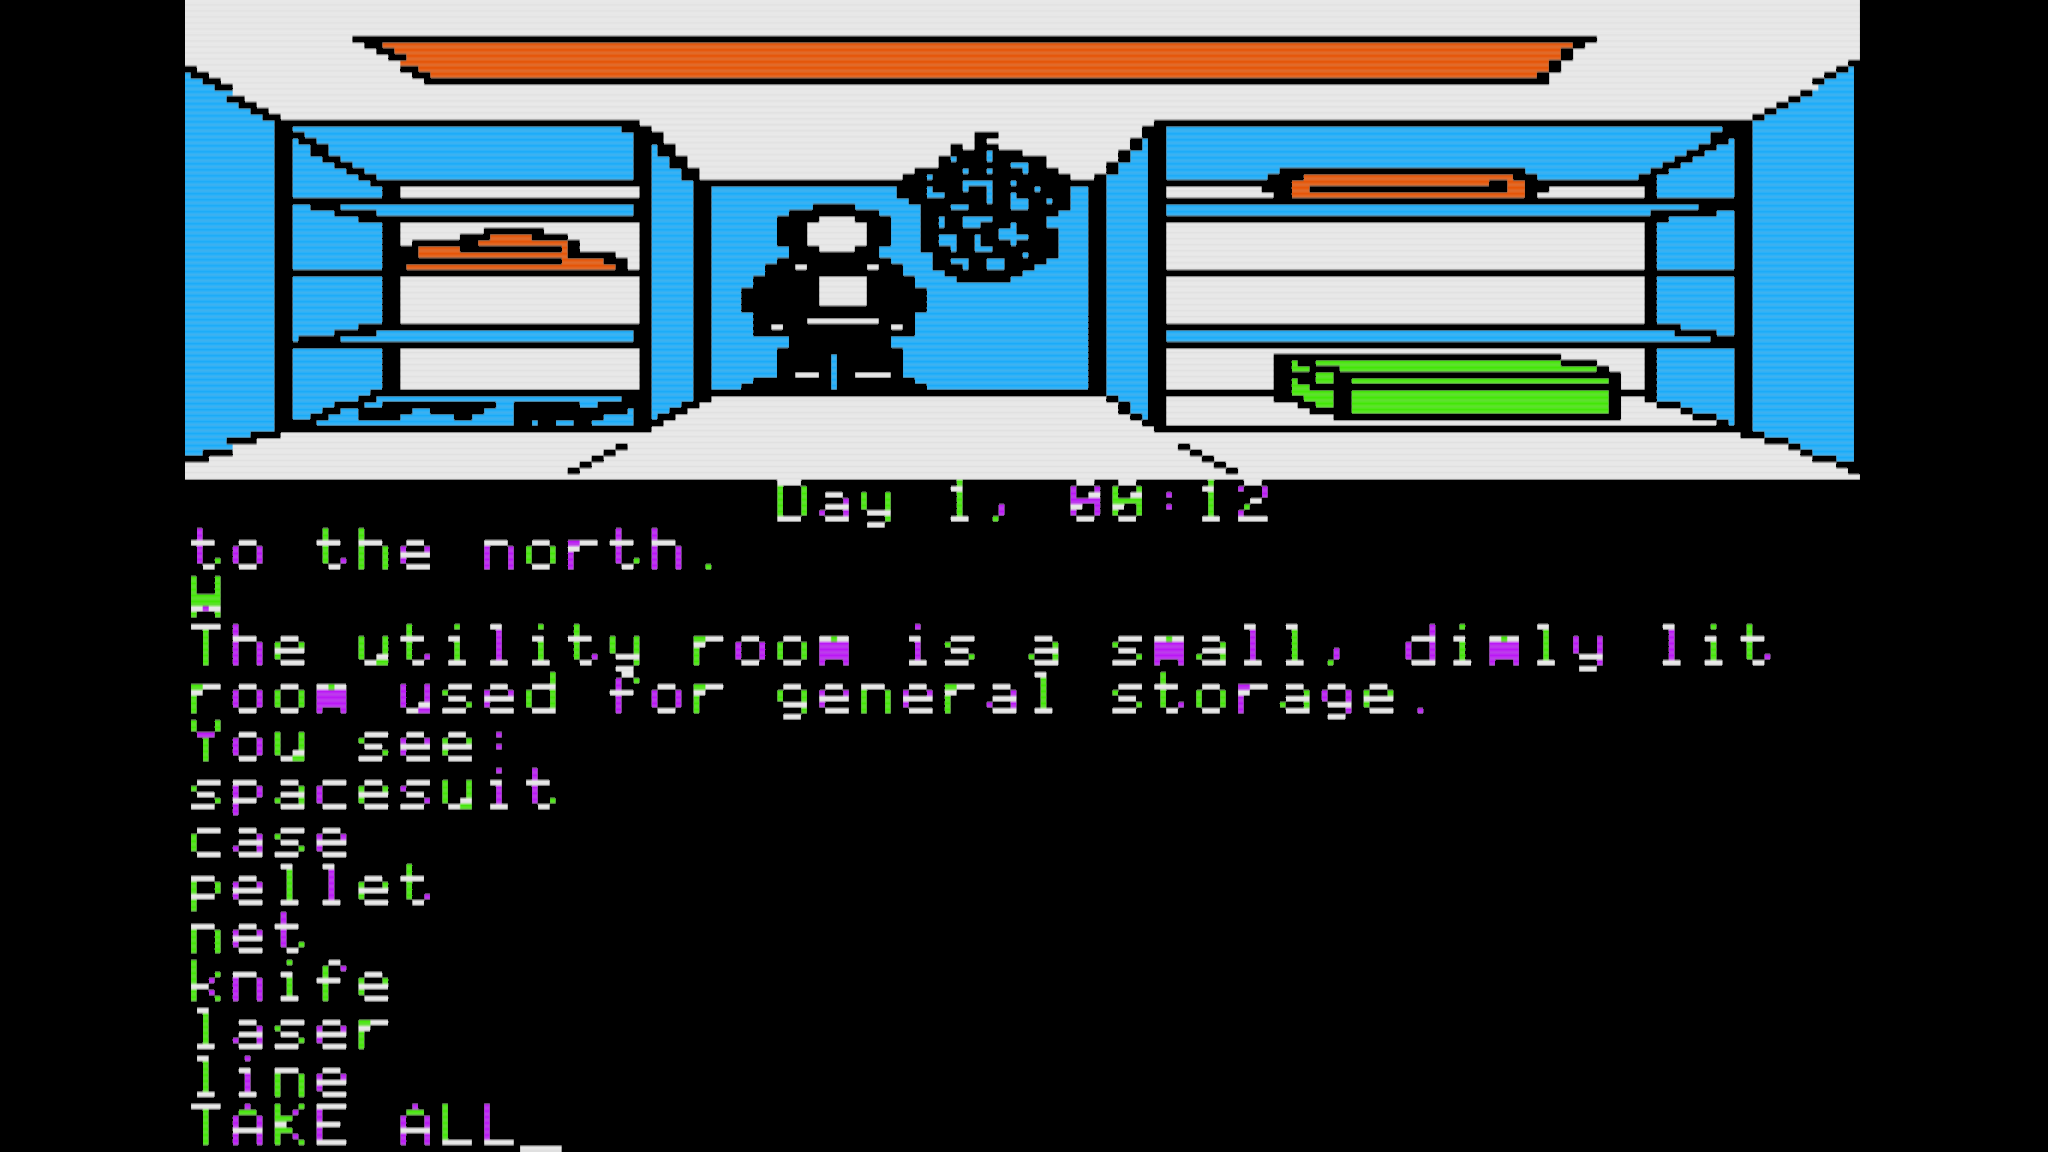 Day 1, 00:12
to the north.
W
The utility room is a small, dimly lit
room used for general storage.
You see:
spacesuit
case
pellet
net
knife
laser
line
TAKE ALL_